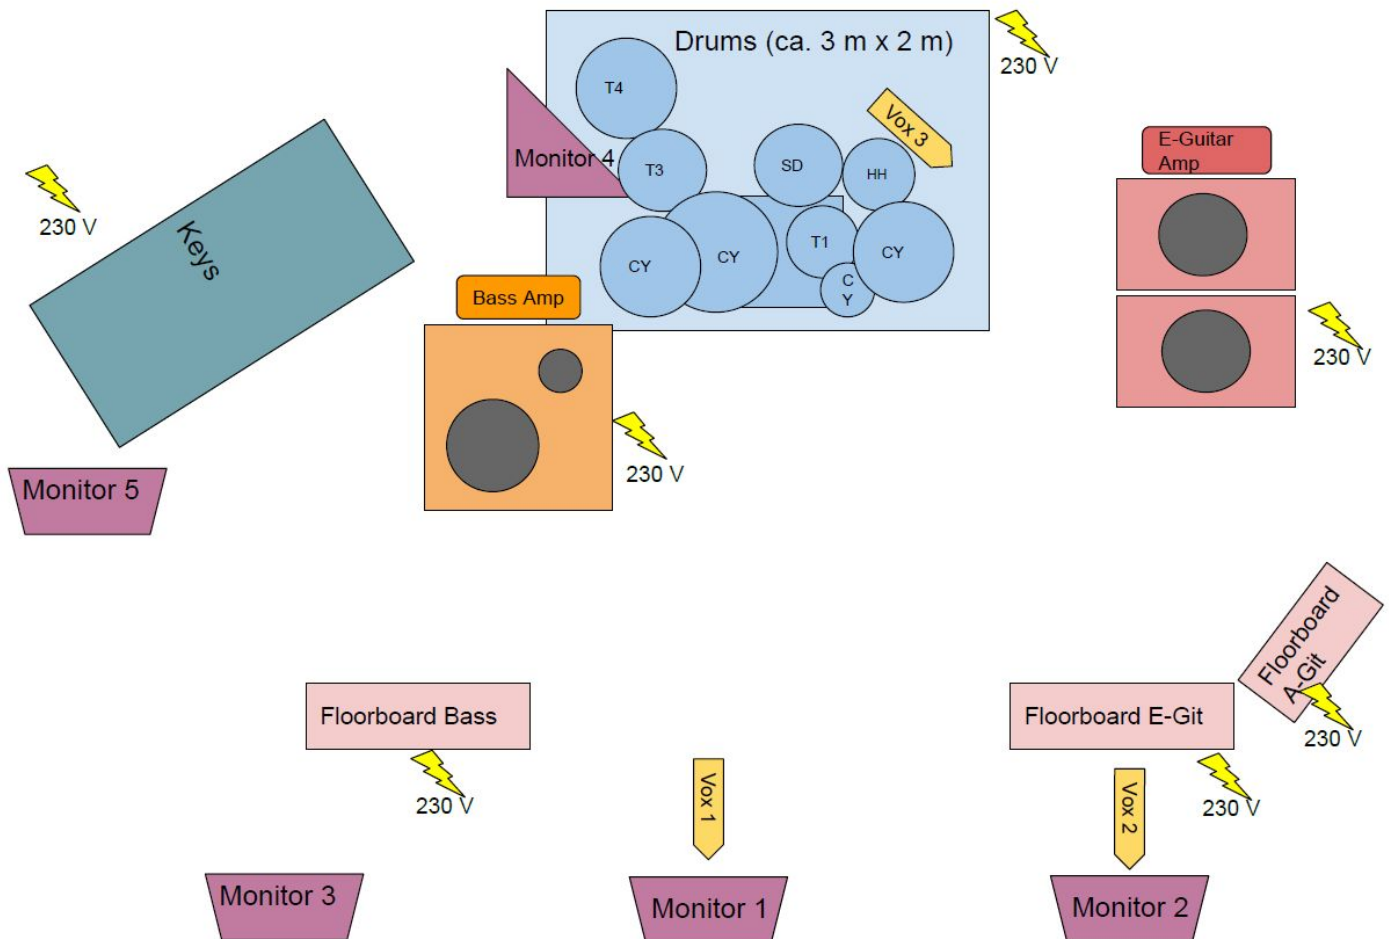 Drums (ca. 3 m x 2 m)
230 V
T4
Vox 3
E-Guitar
Amp
Monitor 4
T3
SD
HH
230 V
Keys
T1
CY
CY
CY
C
Y
Bass Amp
230 V
230 V
Monitor 5
Floorboard
A-Git
Floorboard Bass
Floorboard E-Git
230 V
230 V
230 V
Vox 1
Vox 2
Monitor 3
Monitor 1
Monitor 2